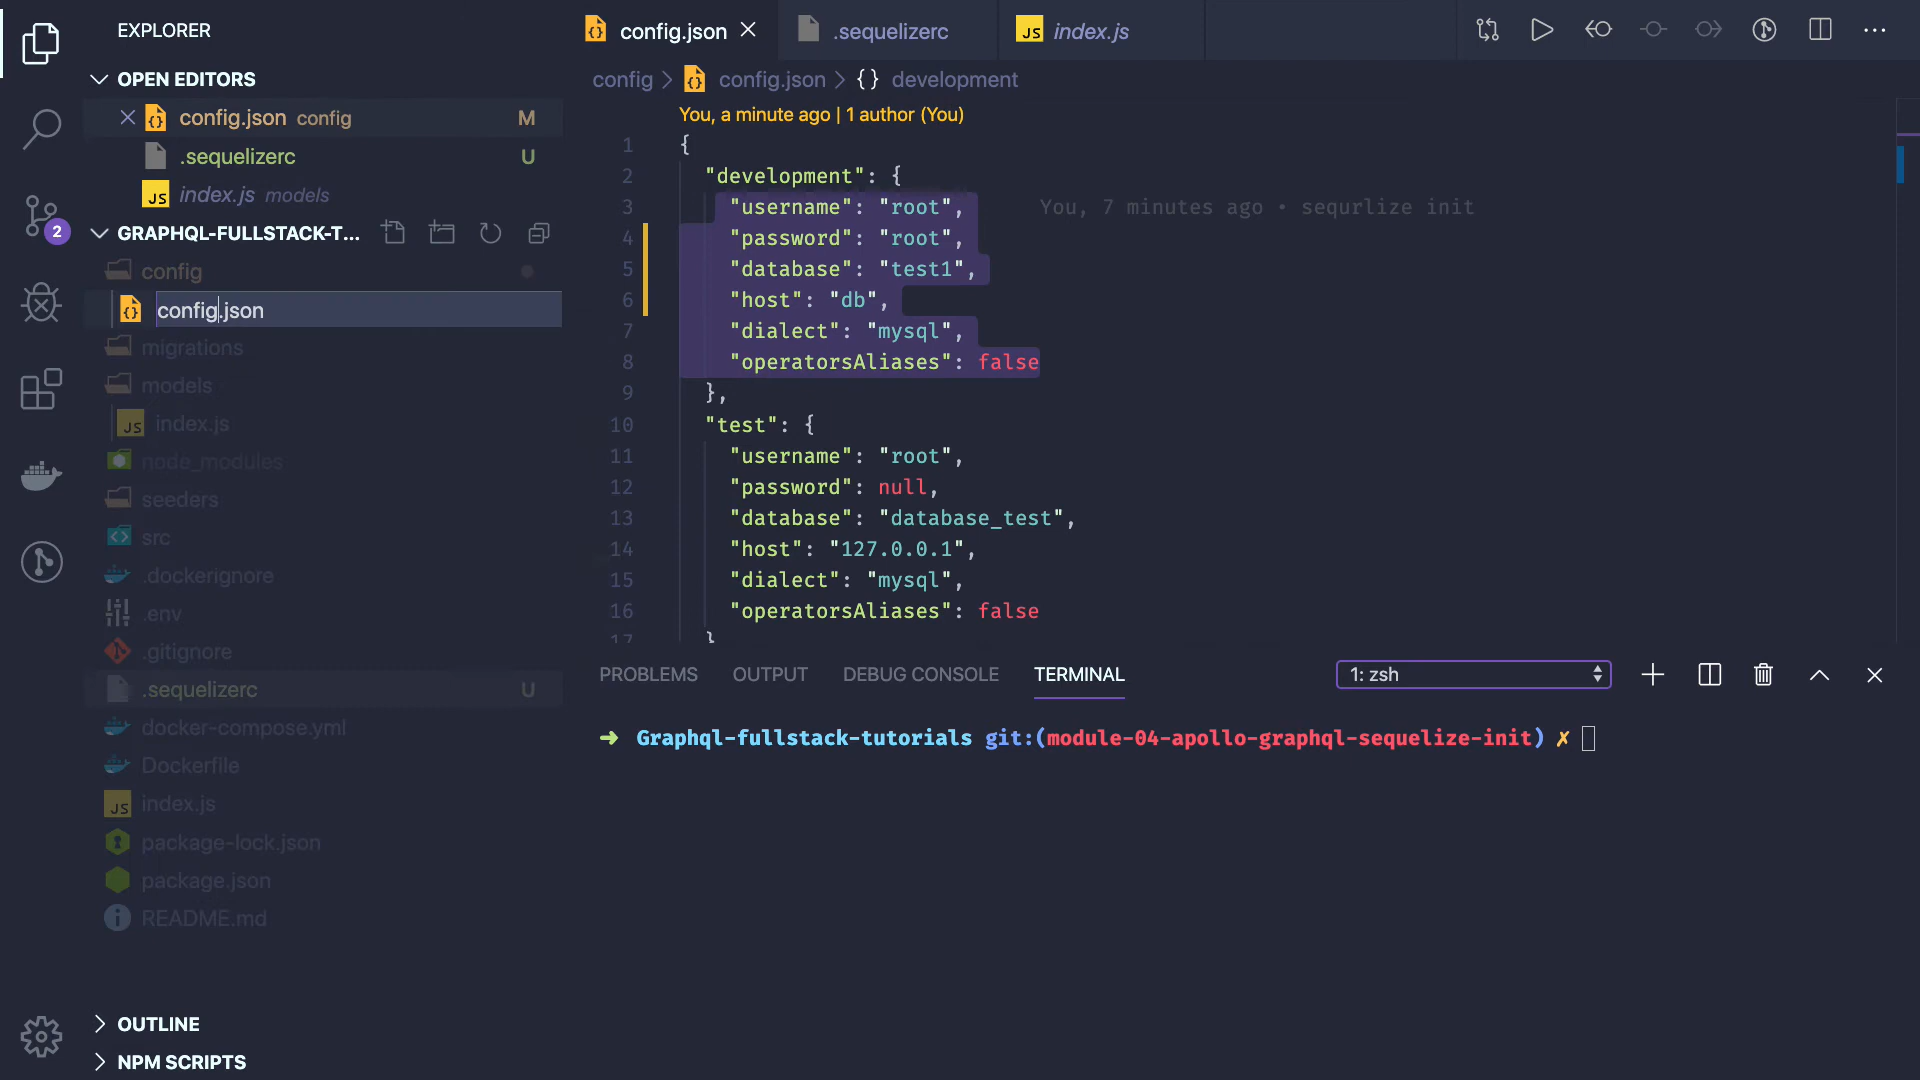 EXPLORER
OPEN EDITORS
config.json config M
.sequelizerc U
JS index.js models
2
GRAPHQL-FULLSTACK-T...
config
config.json
migrations
models
JS index.js
node_modules
seeders
src
.dockerignore
.env
.gitignore
.sequelizerc U
docker-compose.yml
Dockerfile
JS index.js
package-lock.json
package.json
README.md
OUTLINE
NPM SCRIPTS
{} config.json
.sequelizerc
JS index.js
config > {} config.json > {} development
You, a minute ago | 1 author (You)
1 {
2 "development": {
3 "username": "root", You, 7 minutes ago • sequrlize init
4 "password": "root",
5 "database": "test1",
6 "host": "db",
7 "dialect": "mysql",
8 "operatorsAliases": false
9 },
10 "test": {
11 "username": "root",
12 "password": null,
13 "database": "database_test",
14 "host": "127.0.0.1",
15 "dialect": "mysql",
16 "operatorsAliases": false
17 }
PROBLEMS OUTPUT DEBUG CONSOLE TERMINAL 1: zsh
➜ Graphql-fullstack-tutorials git:(module-04-apollo-graphql-sequelize-init) ✗